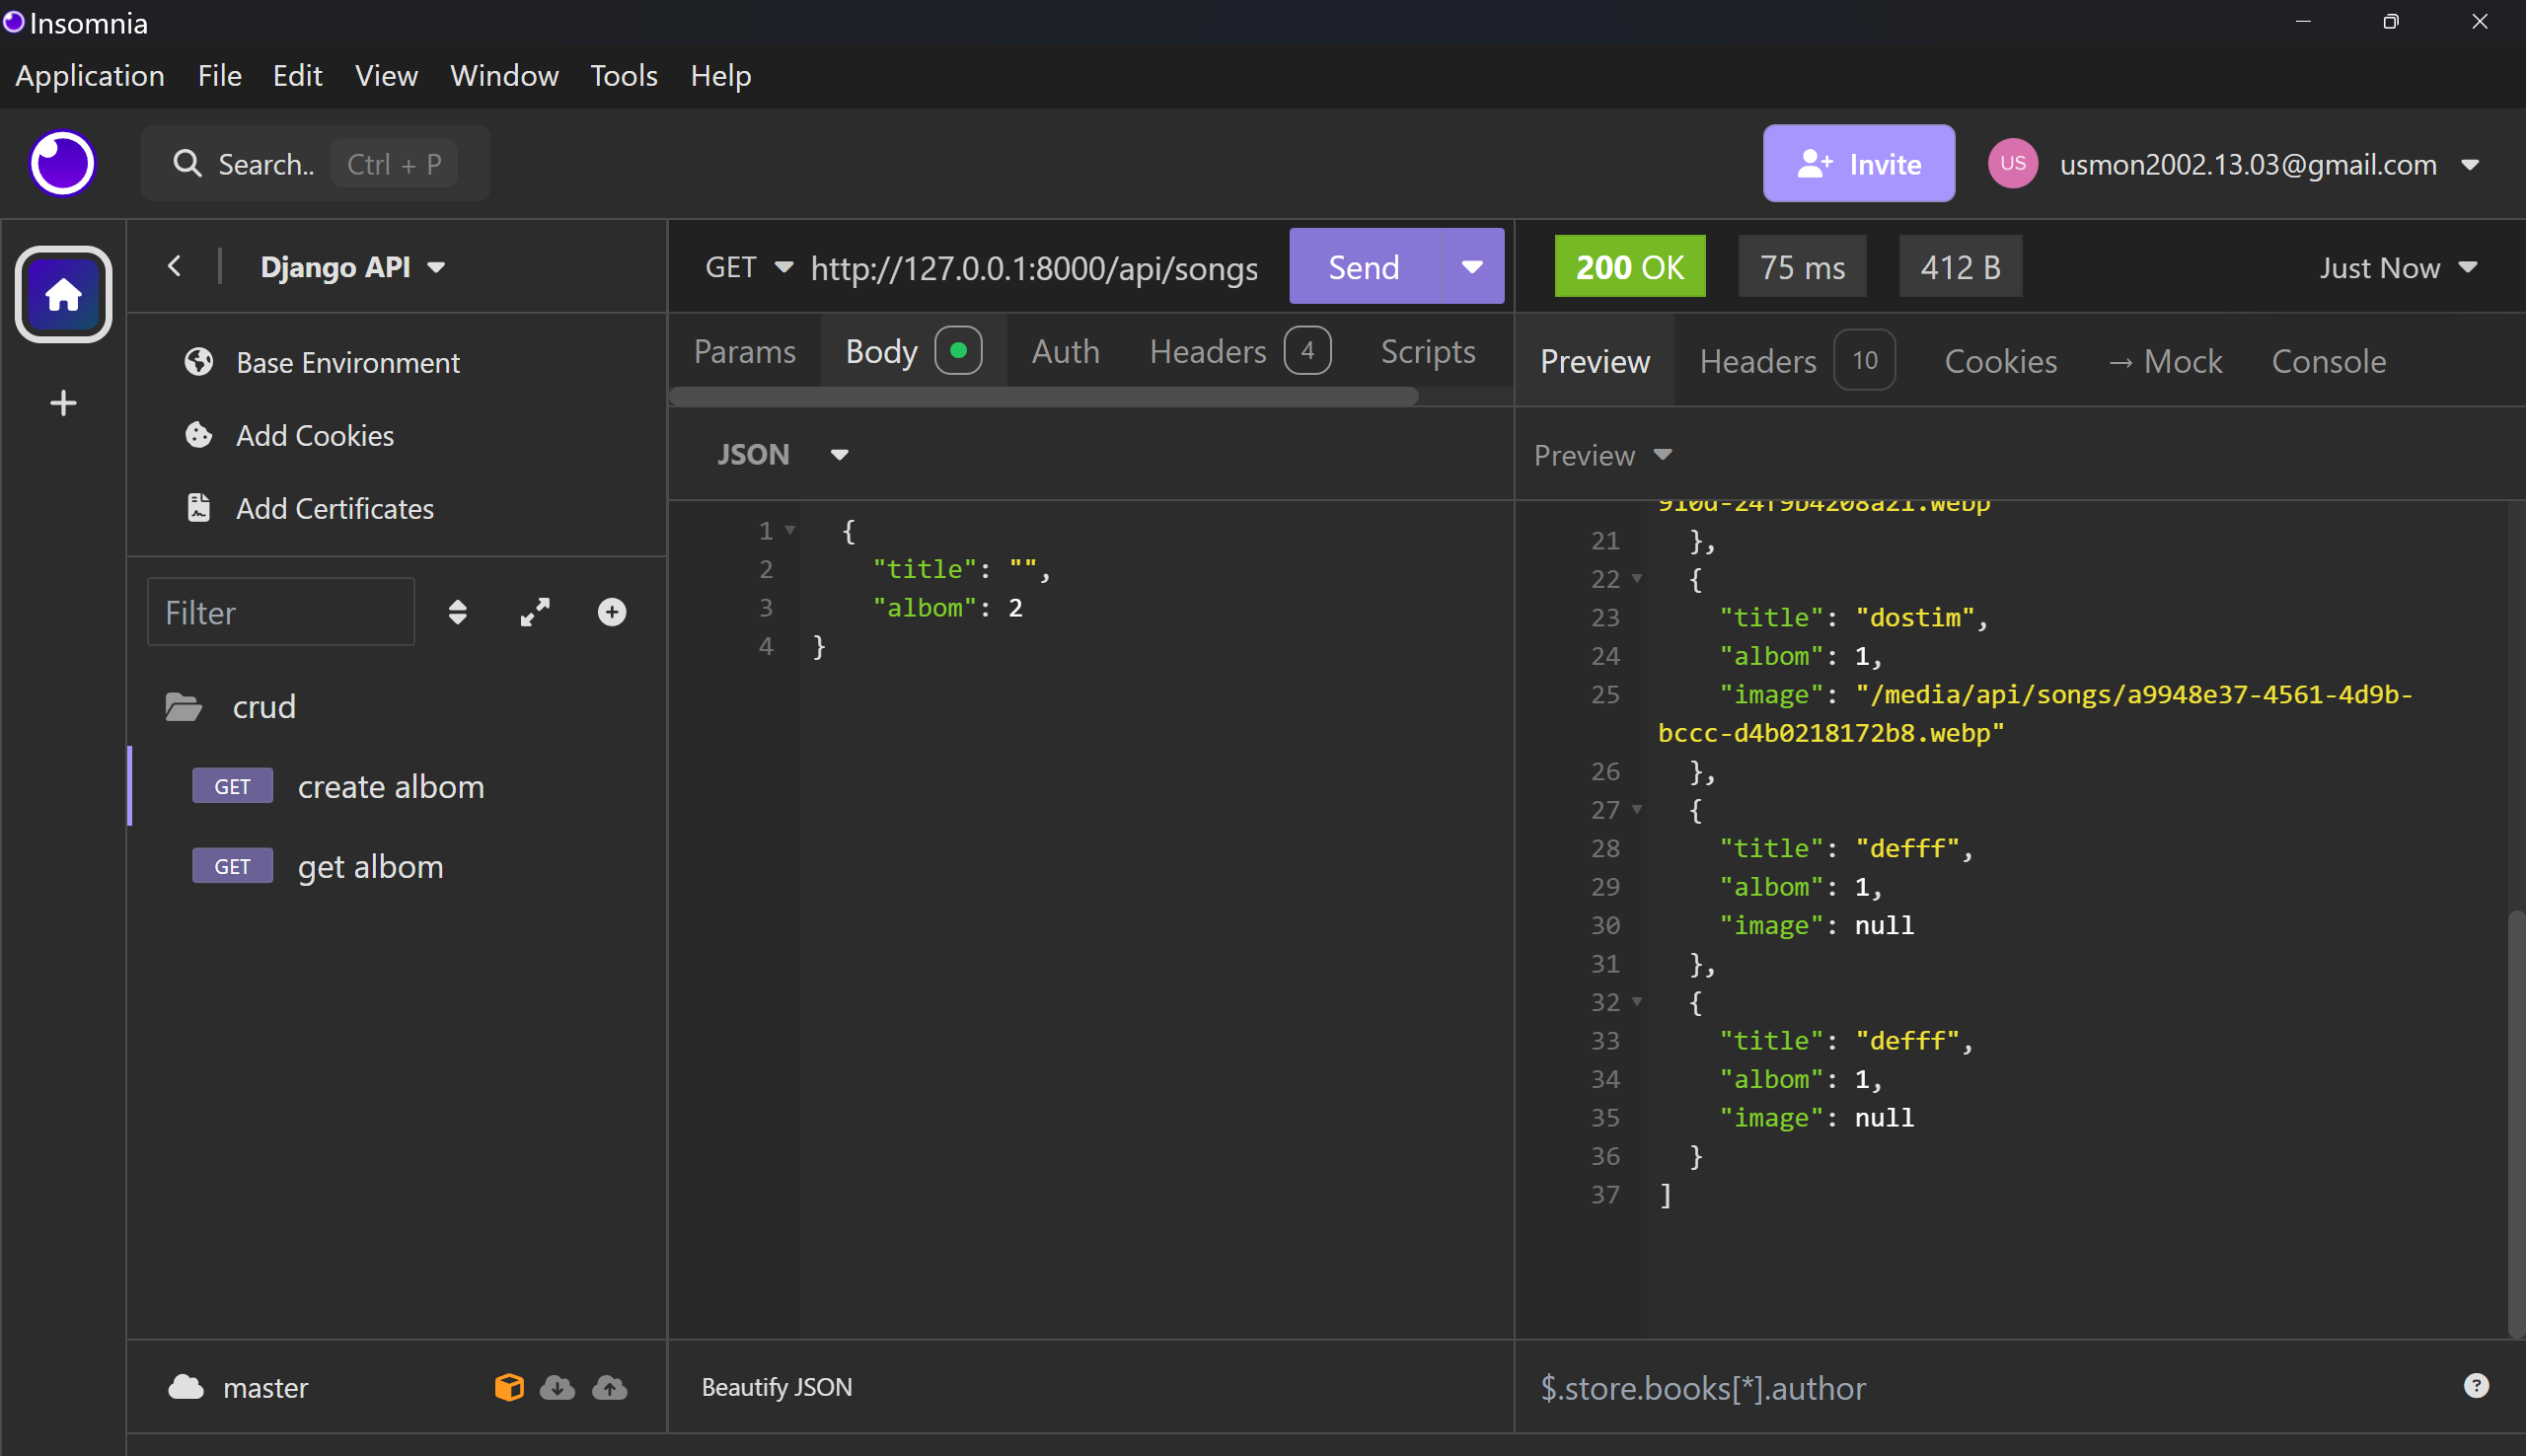 Insomnia
Application File Edit View Window Tools Help
Search.. Ctrl + P
Invite
US
usmon2002.13.03@gmail.com
Django API
GET http://127.0.0.1:8000/api/songs Send
200 OK 75 ms 412 B Just Now
Base Environment
Add Cookies
Add Certificates
Params Body Auth Headers 4 Scripts
Preview Headers 10 Cookies → Mock Console
JSON
Preview
Filter
crud
GET create albom
GET get albom
1 {
2 "title": "",
3 "albom": 2
4 }
910d-24f9b4208a21.webp
21 },
22 {
23 "title": "dostim",
24 "albom": 1,
25 "image": "/media/api/songs/a9948e37-4561-4d9b-
bccc-d4b0218172b8.webp"
26 },
27 {
28 "title": "defff",
29 "albom": 1,
30 "image": null
31 },
32 {
33 "title": "defff",
34 "albom": 1,
35 "image": null
36 }
37 ]
master
Beautify JSON
$.store.books[*].author
?